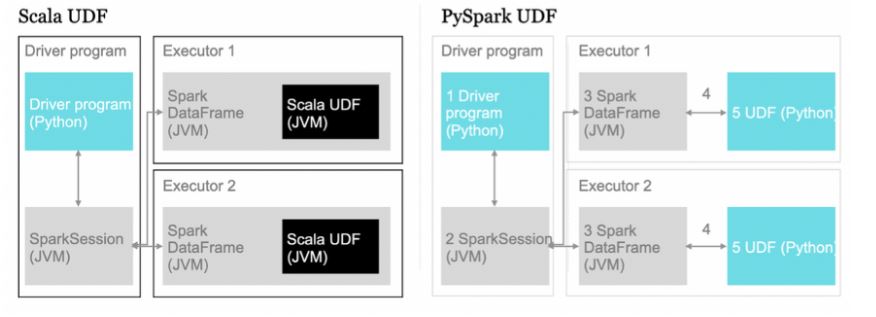 Scala UDF
Driver program
Driver program
(Python)
SparkSession
(JVM)
Executor 1
Spark
DataFrame
(JVM)
Scala UDF
(JVM)
Executor 2
Spark
DataFrame
(JVM)
Scala UDF
(JVM)
PySpark UDF
Driver program
1 Driver
program
(Python)
2 SparkSession
(JVM)
Executor 1
3 Spark
DataFrame
(JVM)
4
5 UDF (Python)
Executor 2
3 Spark
DataFrame
(JVM)
4
5 UDF (Python)